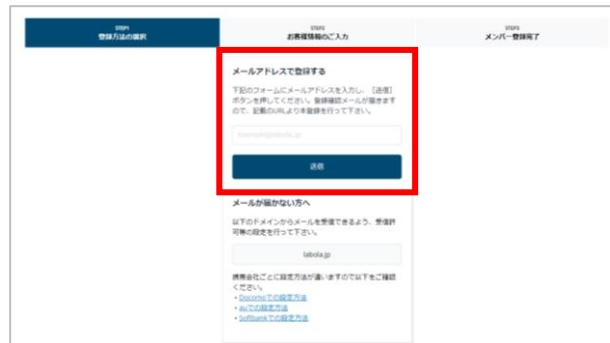 STEP1
登録方法の選択
STEP2
お客様情報のご入力
STEP3
メンバー登録完了
メールアドレスで登録する
下記のフォームにメールアドレスを入力し、［送信］
ボタンを押してください。登録確認メールが届きます
ので、記載のURLより本登録を行って下さい。
送信
メールが届かない方へ
以下のドメインからメールを受信できるよう、受信許
可等の設定を行って下さい。
labola.jp
携帯会社ごとに設定方法が違いますので以下をご確認
ください。
・Docomoでの設定方法
・auでの設定方法
・Softbankでの設定方法